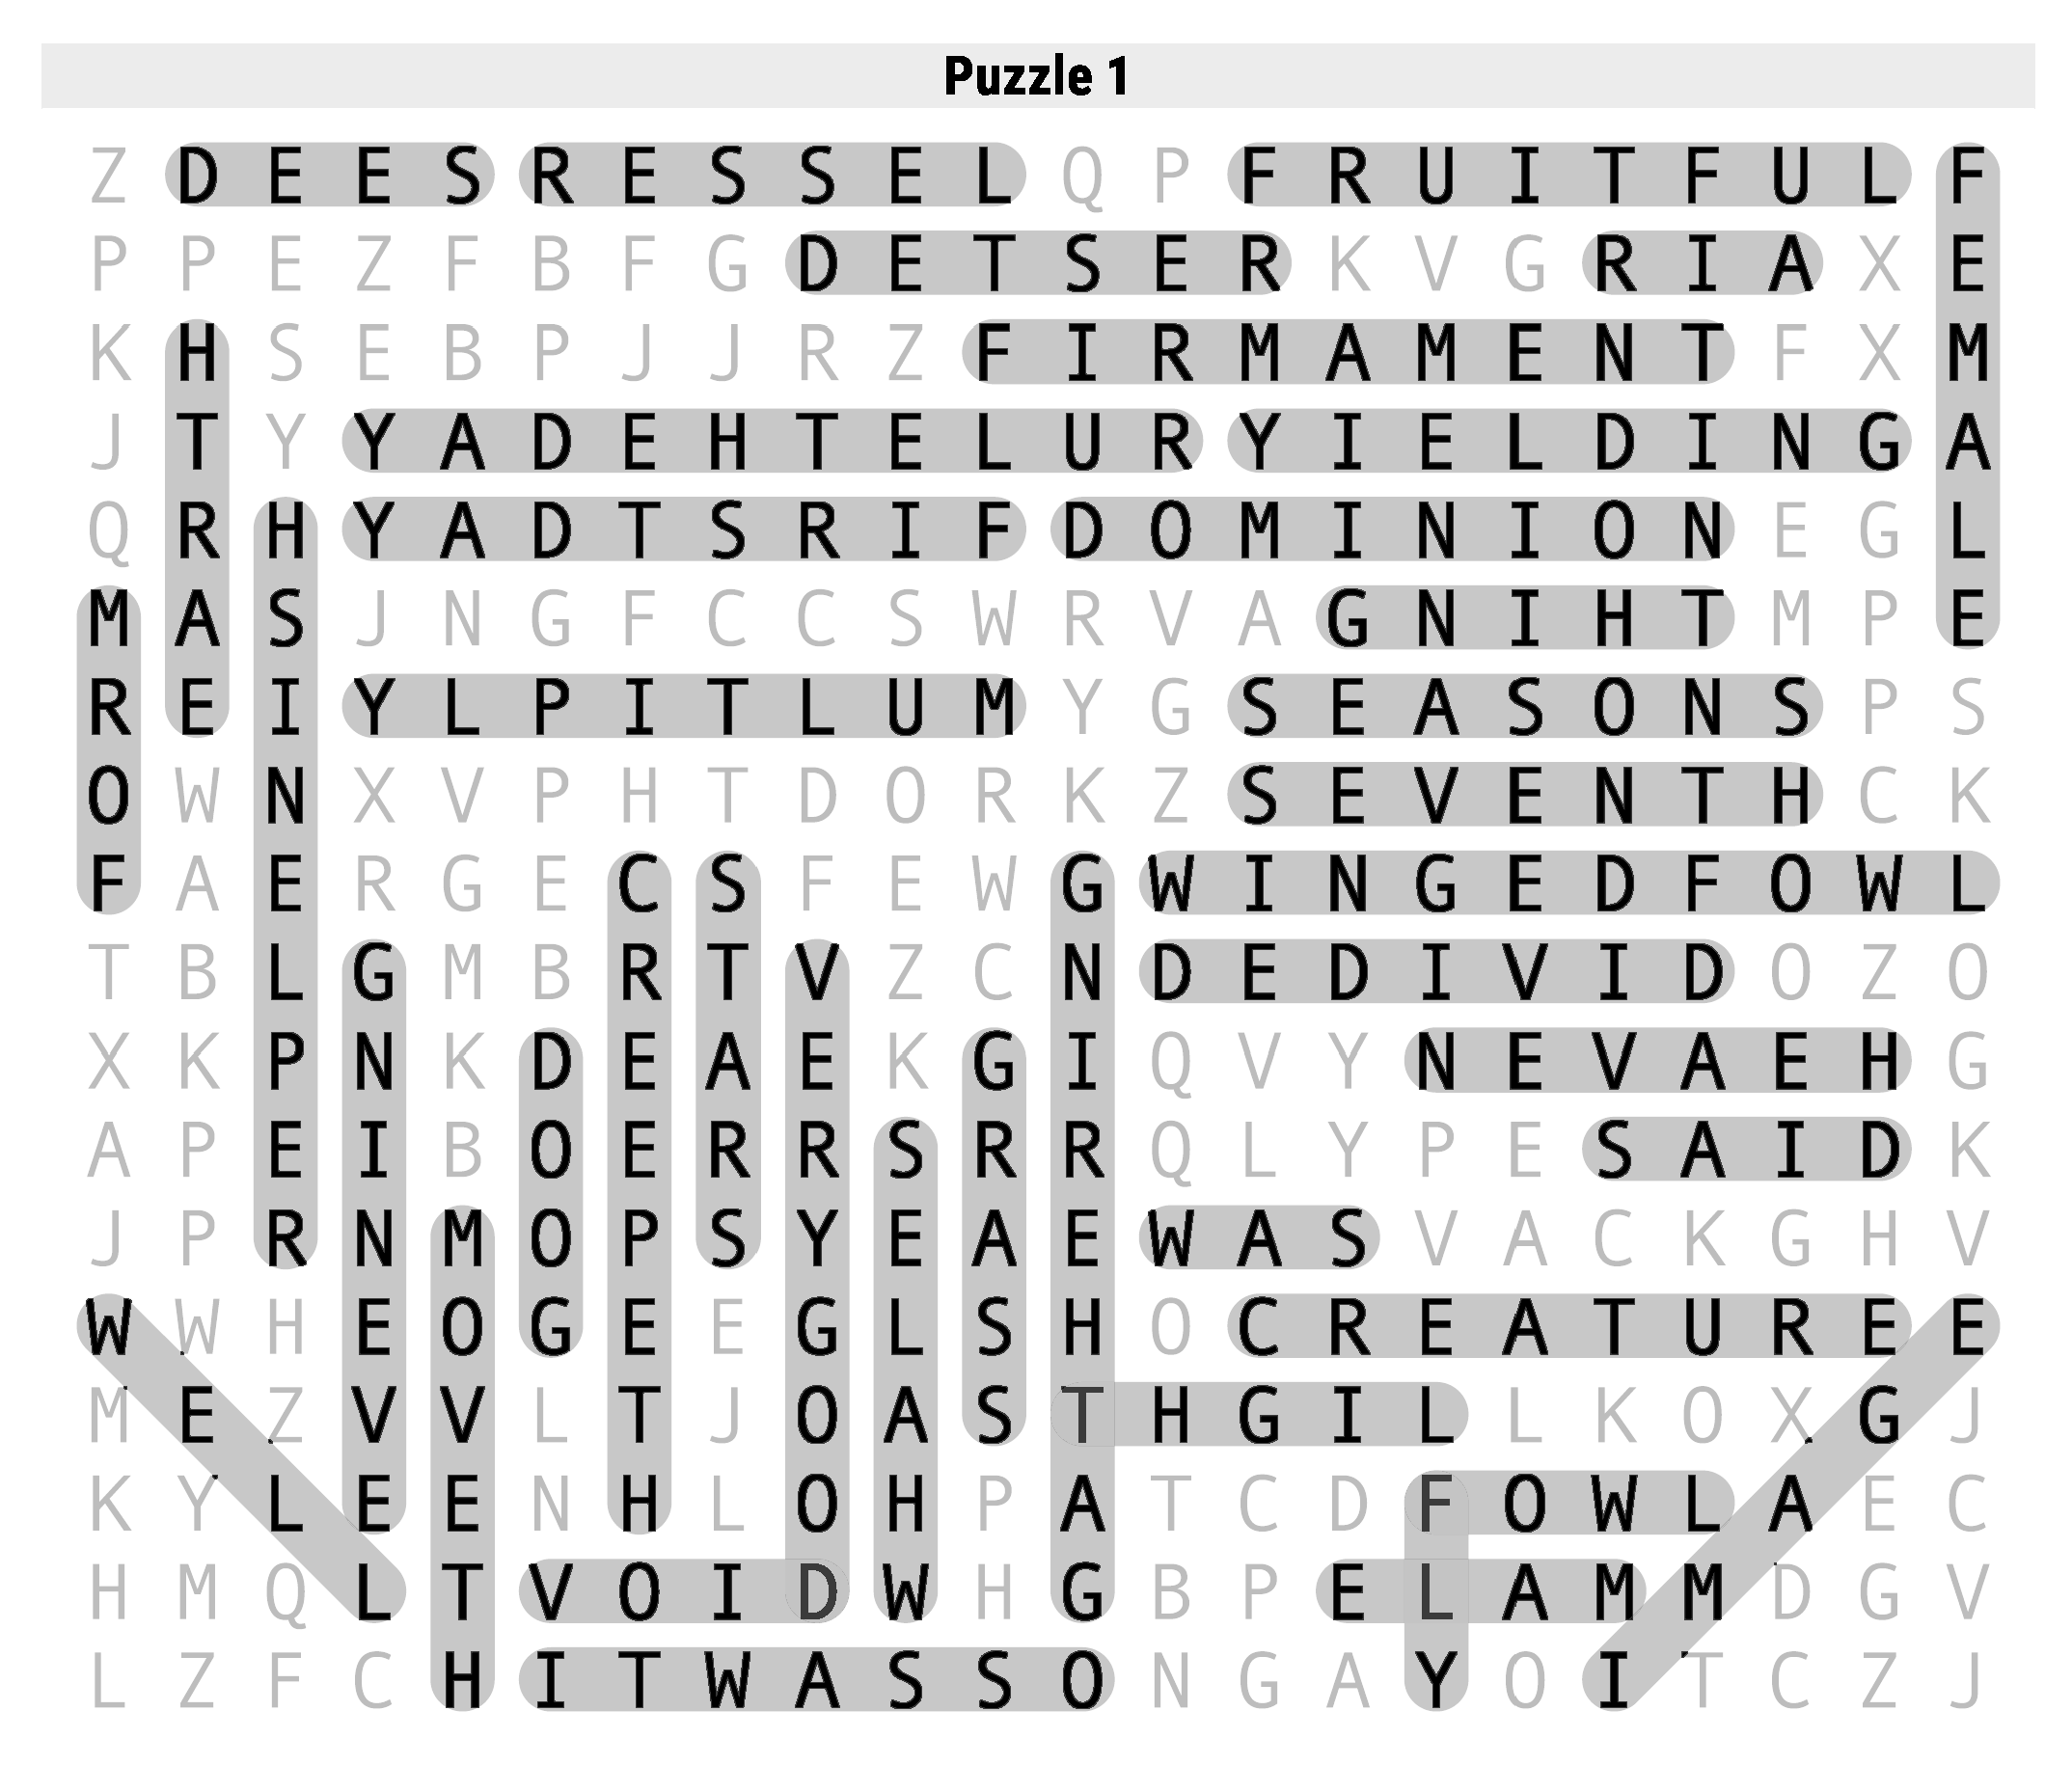 Puzzle 1
Z D E E S R E S S E L Q P F R U I T F U L F
P P E Z F B F G D E T S E R K V G R I A X E
K H S E B P J J R Z F I R M A M E N T F X M
J T Y Y A D E H T E L U R Y I E L D I N G A
Q R H Y A D T S R I F D O M I N I O N E G L
M A S J N G F C C S W R V A G N I H T M P E
R E I Y L P I T L U M Y G S E A S O N S P S
O W N X V P H T D O R K Z S E V E N T H C K
F A E R G E C S F E W G W I N G E D F O W L
T B L G M B R T V Z C N D E D I V I D O Z O
X K P N K D E A E K G I Q V Y N E V A E H G
A P E I B O E R R S R R Q L Y P E S A I D K
J P R N M O P S Y E A E W A S V A C K G H V
W W H E O G E E G L S H O C R E A T U R E E
M E Z V V L T J O A S T H G I L L K O X G J
K Y L E E N H L O H P A T C D F O W L A E C
H M Q L T V O I D W H G B P E L A M M D G V
L Z F C H I T W A S S O N G A Y O I T C Z J